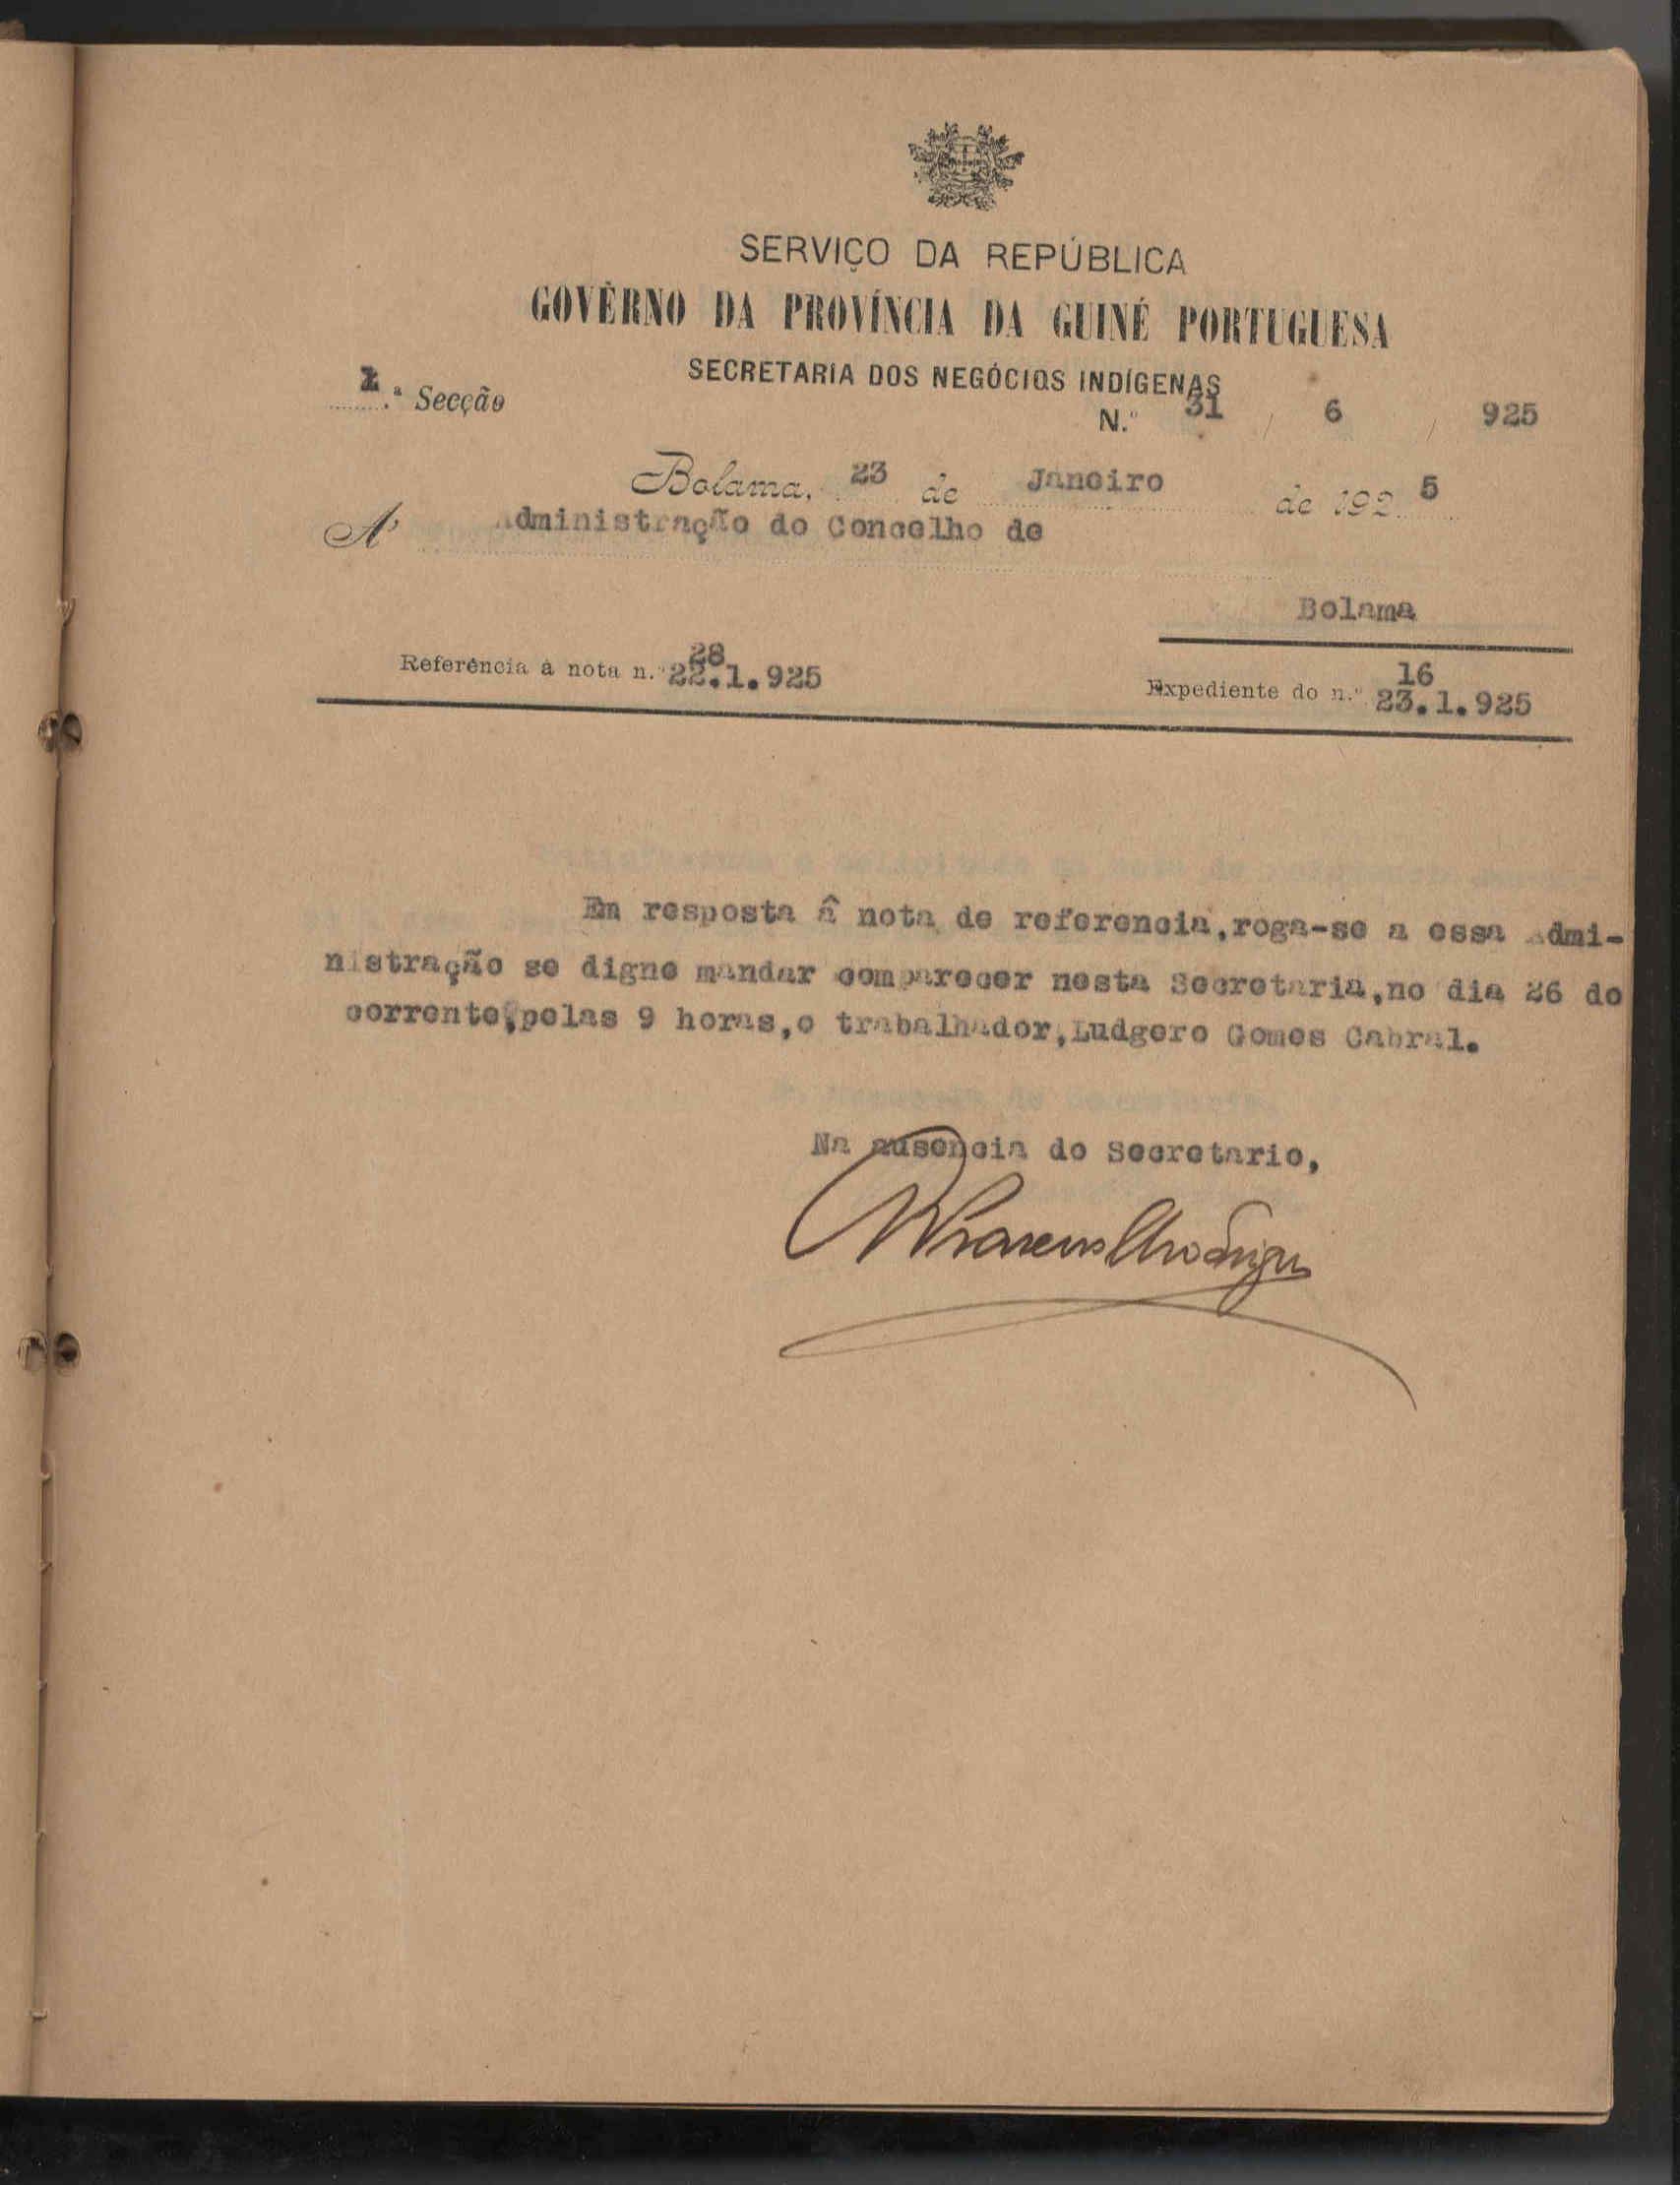 SERVIÇO DA REPÚBLICA
GOVÊRNO DA PROVÍNCIA DA GUINÉ PORTUGUESA
SECRETARIA DOS NEGÓCIOS INDÍGENAS
.ª Secção
N.º 31 / 6 / 925
Bolama, 23 de Janeiro de 1925
A' Administração do Concelho de
Bolama
Referência á nota n.º 28
22.1.925
Expediente do n.º 16
23.1.925
Em resposta â nota de referencia,roga-se a essa Admi-
nistração se digne mandar comparecer nesta Secretaria,no dia 26 do
corrente,pelas 9 horas,o trabalhador,Ludgero Gomes Cabral.
Na ausencia do Secretario,